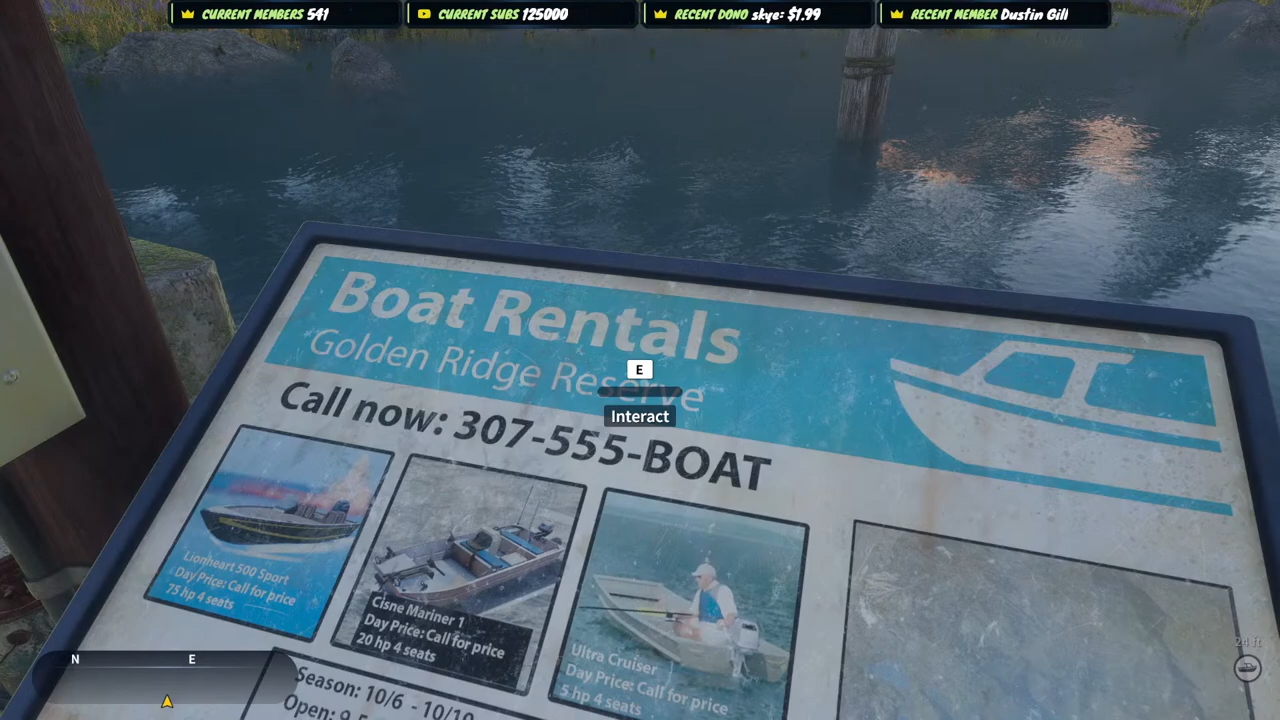 CURRENT MEMBERS 541
CURRENT SUBS 125000
RECENT DONO skye: $1.99
RECENT MEMBER Dustin Gill
Boat Rentals
Golden Ridge Reserve
E
Interact
Call now: 307-555-BOAT
Lionheart 500 Sport
Day Price: Call for price
75 hp 4 seats
Cisne Mariner 1
Day Price: Call for price
20 hp 4 seats
Ultra Cruiser
Day Price: Call for price
5 hp 4 seats
Season: 10/6 - 10/10
Open:
N E
24 ft